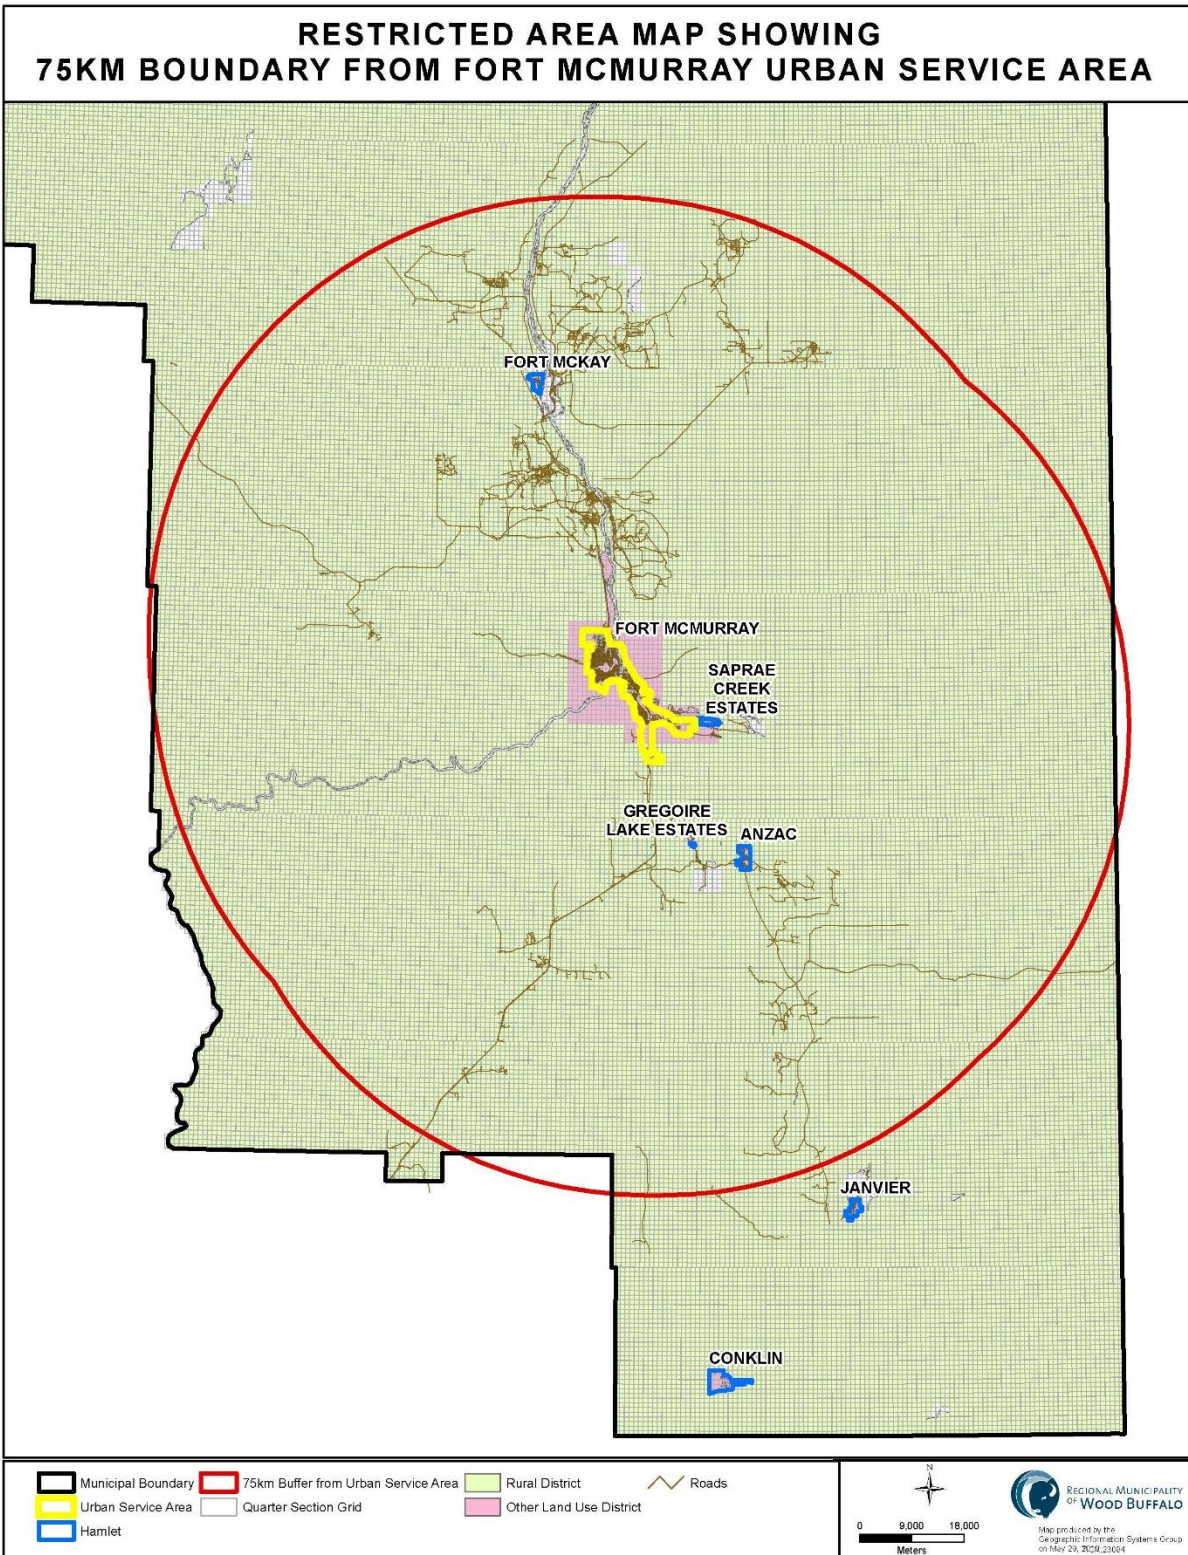 RESTRICTED AREA MAP SHOWING
75KM BOUNDARY FROM FORT MCMURRAY URBAN SERVICE AREA
FORT MCKAY
FORT MCMURRAY
SAPRAE
CREEK
ESTATES
GREGOIRE
LAKE ESTATES
ANZAC
JANVIER
CONKLIN
Municipal Boundary
75km Buffer from Urban Service Area
Rural District
Roads
Urban Service Area
Quarter Section Grid
Other Land Use District
Hamlet
N
0 9,000 18,000
Meters
REGIONAL MUNICIPALITY
OF WOOD BUFFALO
Map produced by the
Geographic Information Systems Group
on May 29,